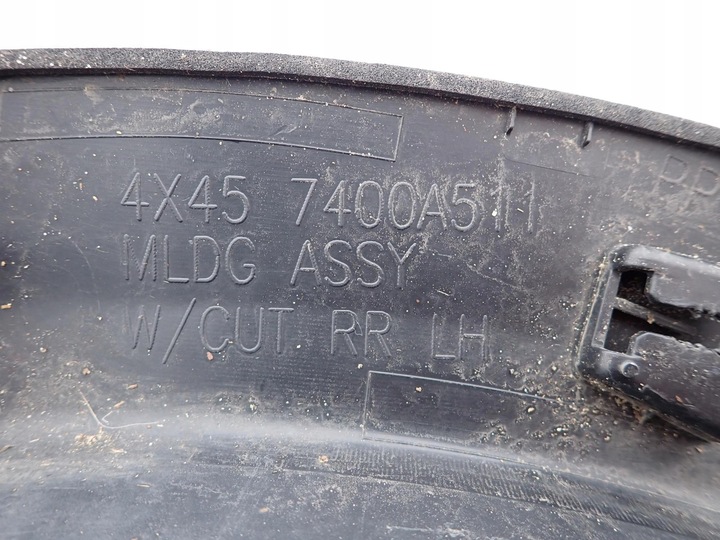 4X45 7400A511
MLDG ASSY
W/CUT RR LH